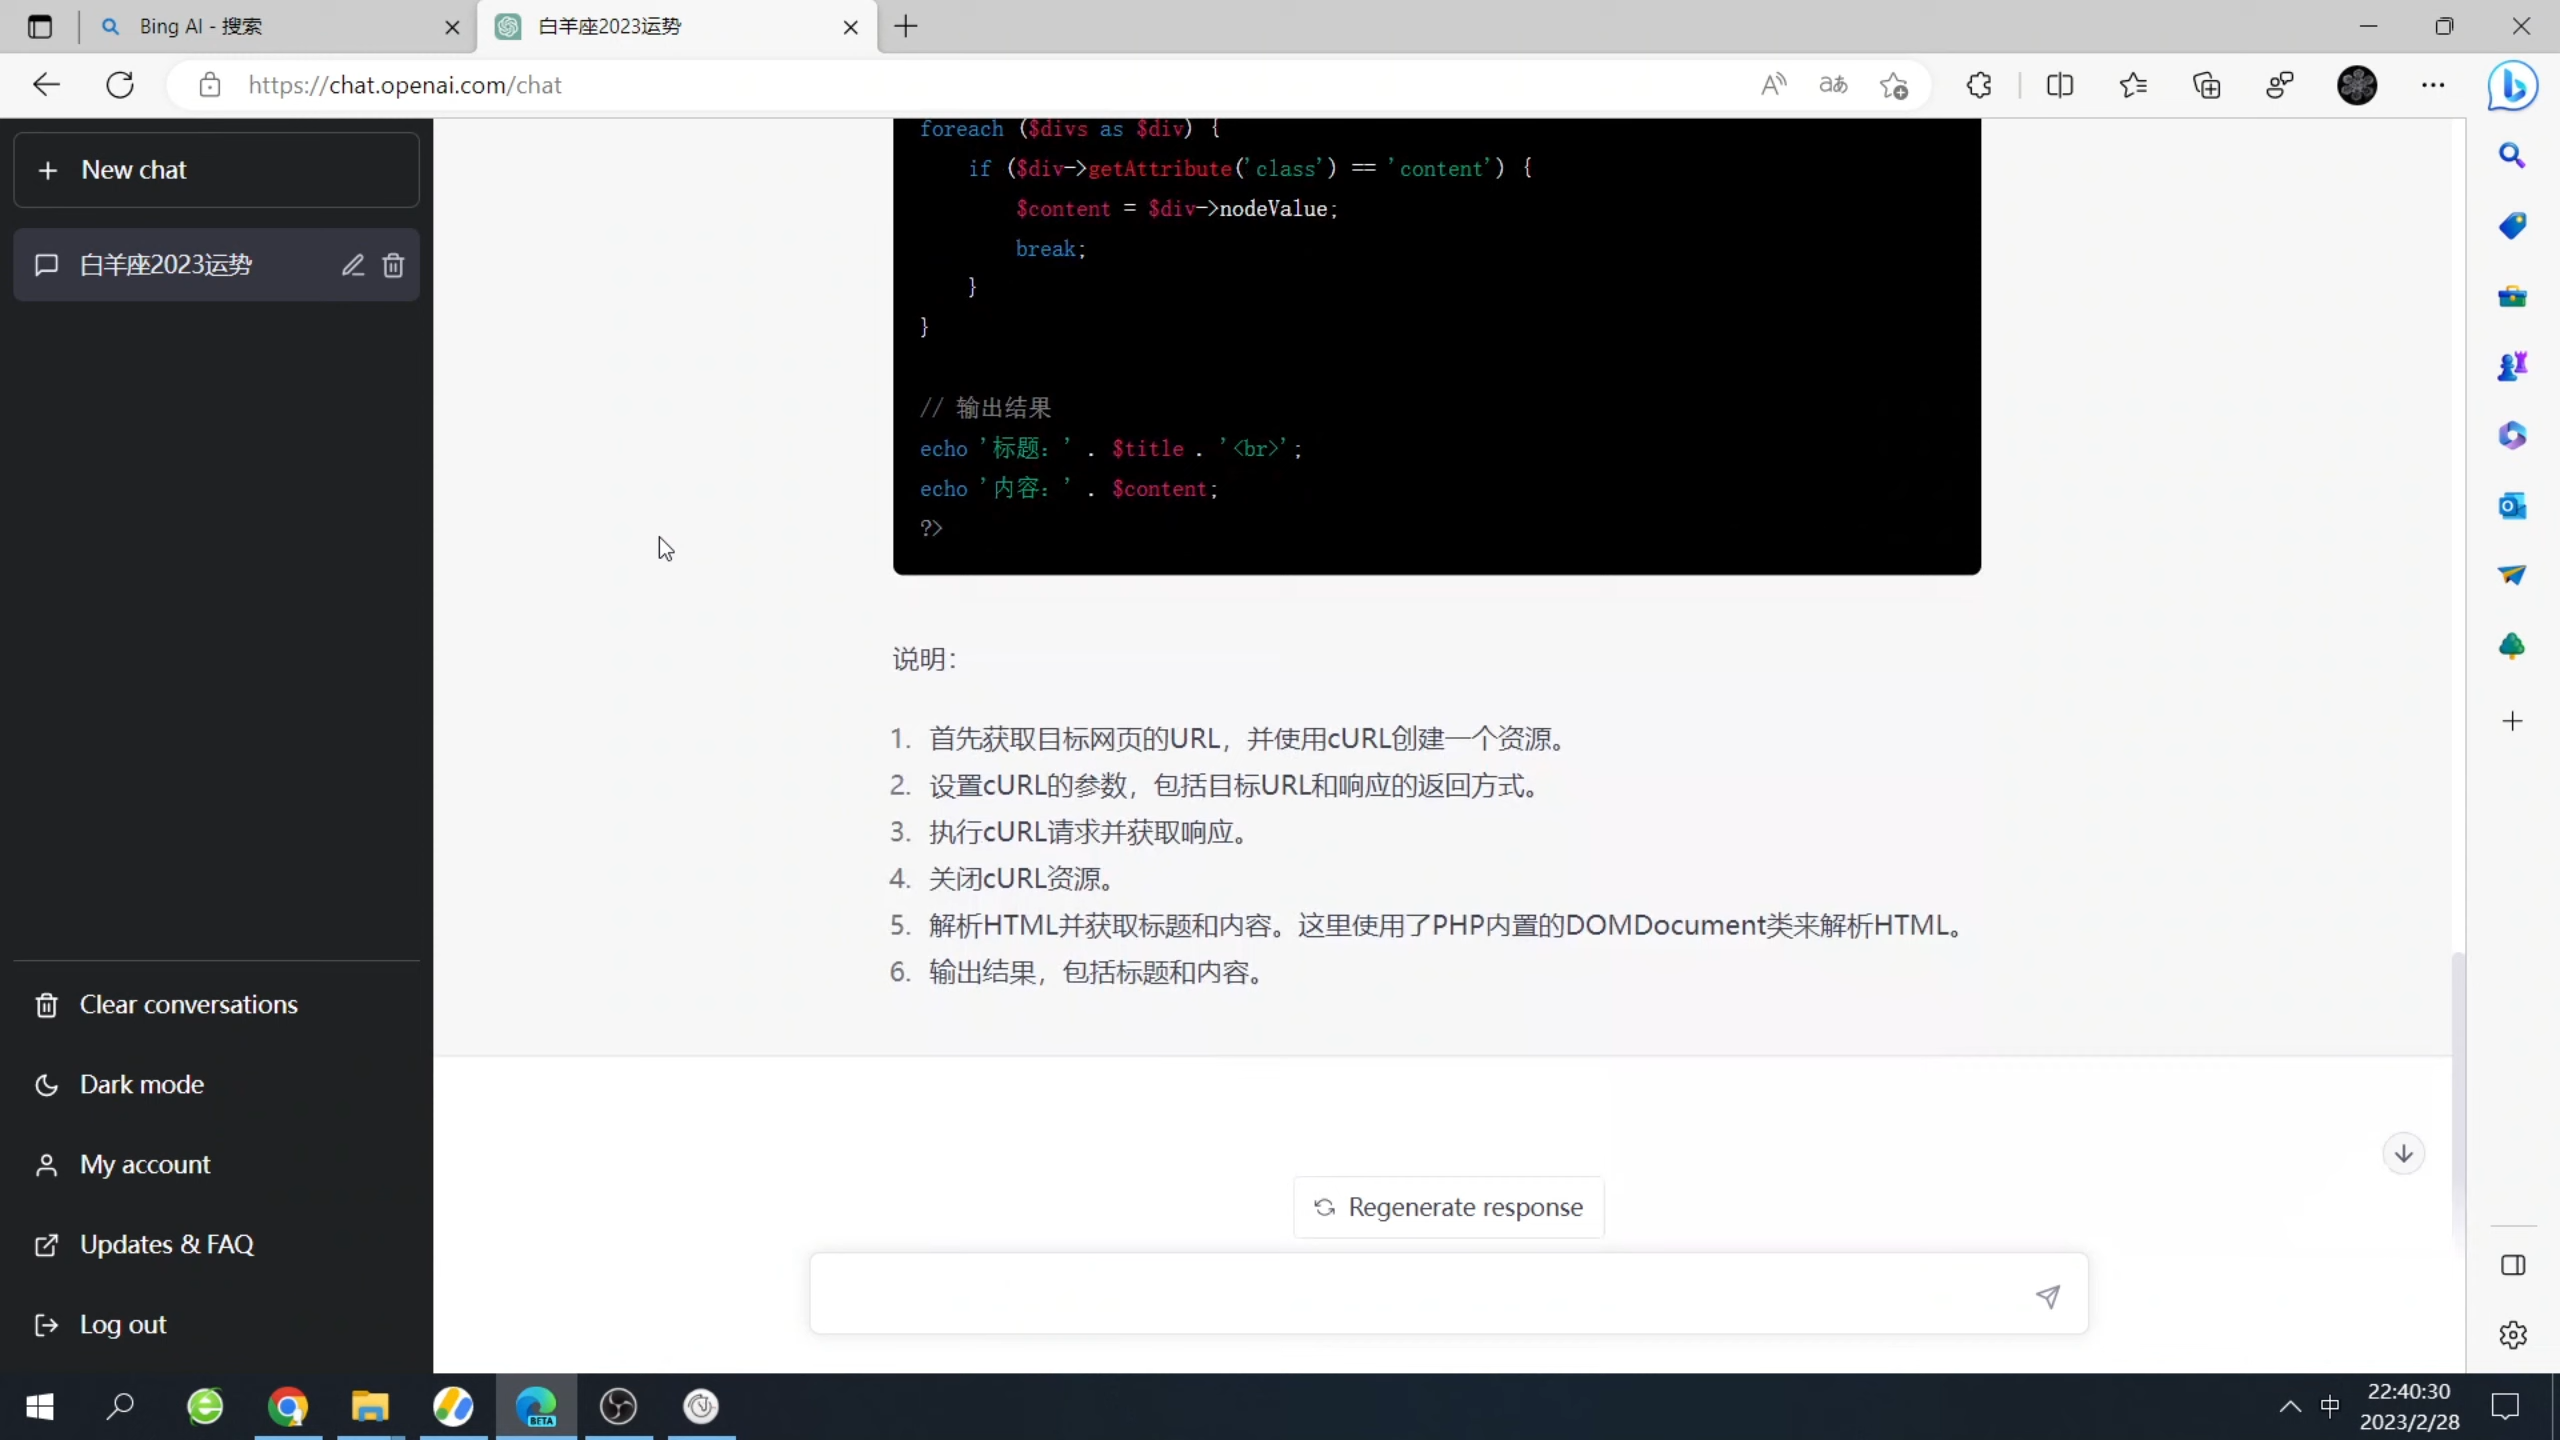 Bing AI - 搜索
白羊座2023运势
https://chat.openai.com/chat
New chat
白羊座2023运势
foreach ($divs as $div) {
if ($div->getAttribute('class') == 'content') {
$content = $div->nodeValue;
break;
}
}
// 输出结果
echo '标题：' . $title . '<br>';
echo '内容：' . $content;
?>
说明：
1. 首先获取目标网页的URL，并使用cURL创建一个资源。
2. 设置cURL的参数，包括目标URL和响应的返回方式。
3. 执行cURL请求并获取响应。
4. 关闭cURL资源。
5. 解析HTML并获取标题和内容。这里使用了PHP内置的DOMDocument类来解析HTML。
6. 输出结果，包括标题和内容。
Clear conversations
Dark mode
My account
Updates & FAQ
Log out
Regenerate response
BETA
中
22:40:30
2023/2/28